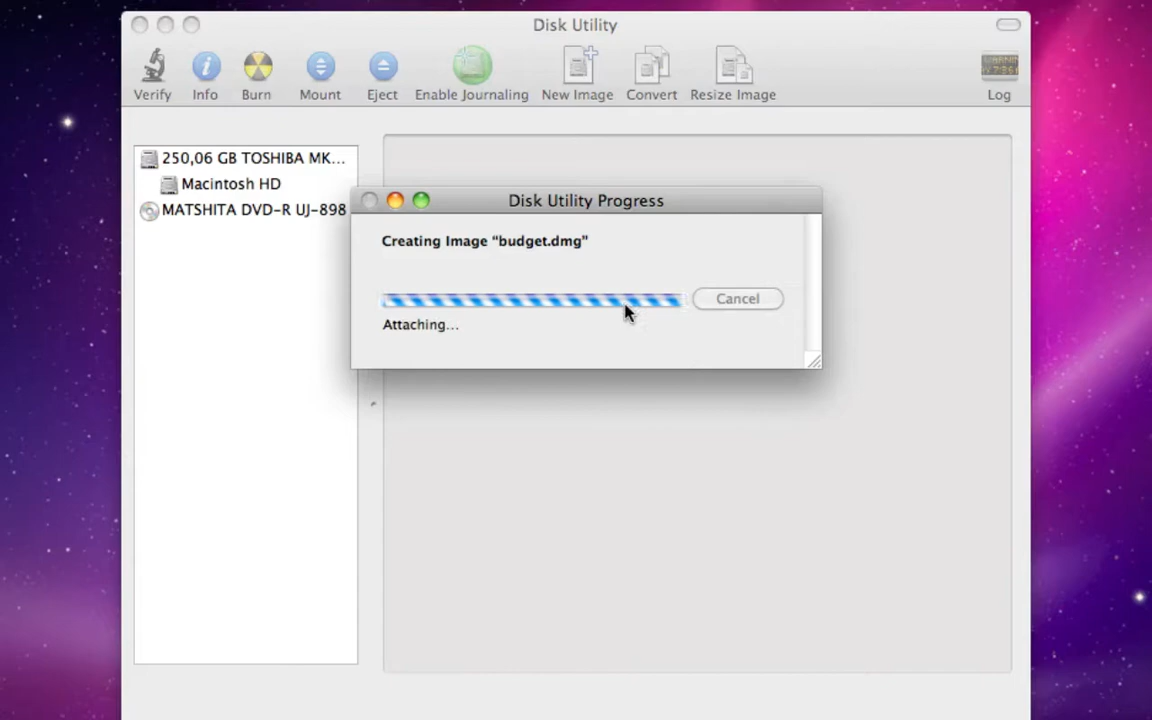 Disk Utility
Verify Info Burn Mount Eject Enable Journaling New Image Convert Resize Image Log
250,06 GB TOSHIBA MK...
Macintosh HD
MATSHITA DVD-R UJ-898
Disk Utility Progress
Creating Image “budget.dmg”
Cancel
Attaching...